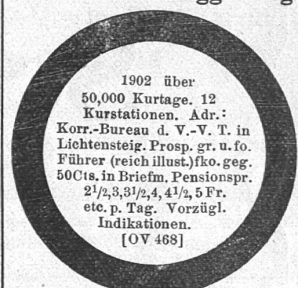 1902 über
50,000 Kurtage. 12
Kurstationen. Adr.:
Korr.-Bureau d. V.-V. T. in
Lichtensteig. Prosp. gr. u. fo.
Führer (reich illust.) fko. geg.
50 Cts. in Briefm. Pensionspr.
2½, 3, 3½, 4, 4½, 5 Fr.
etc. p. Tag. Vorzügl.
Indikationen.
[OV 468]